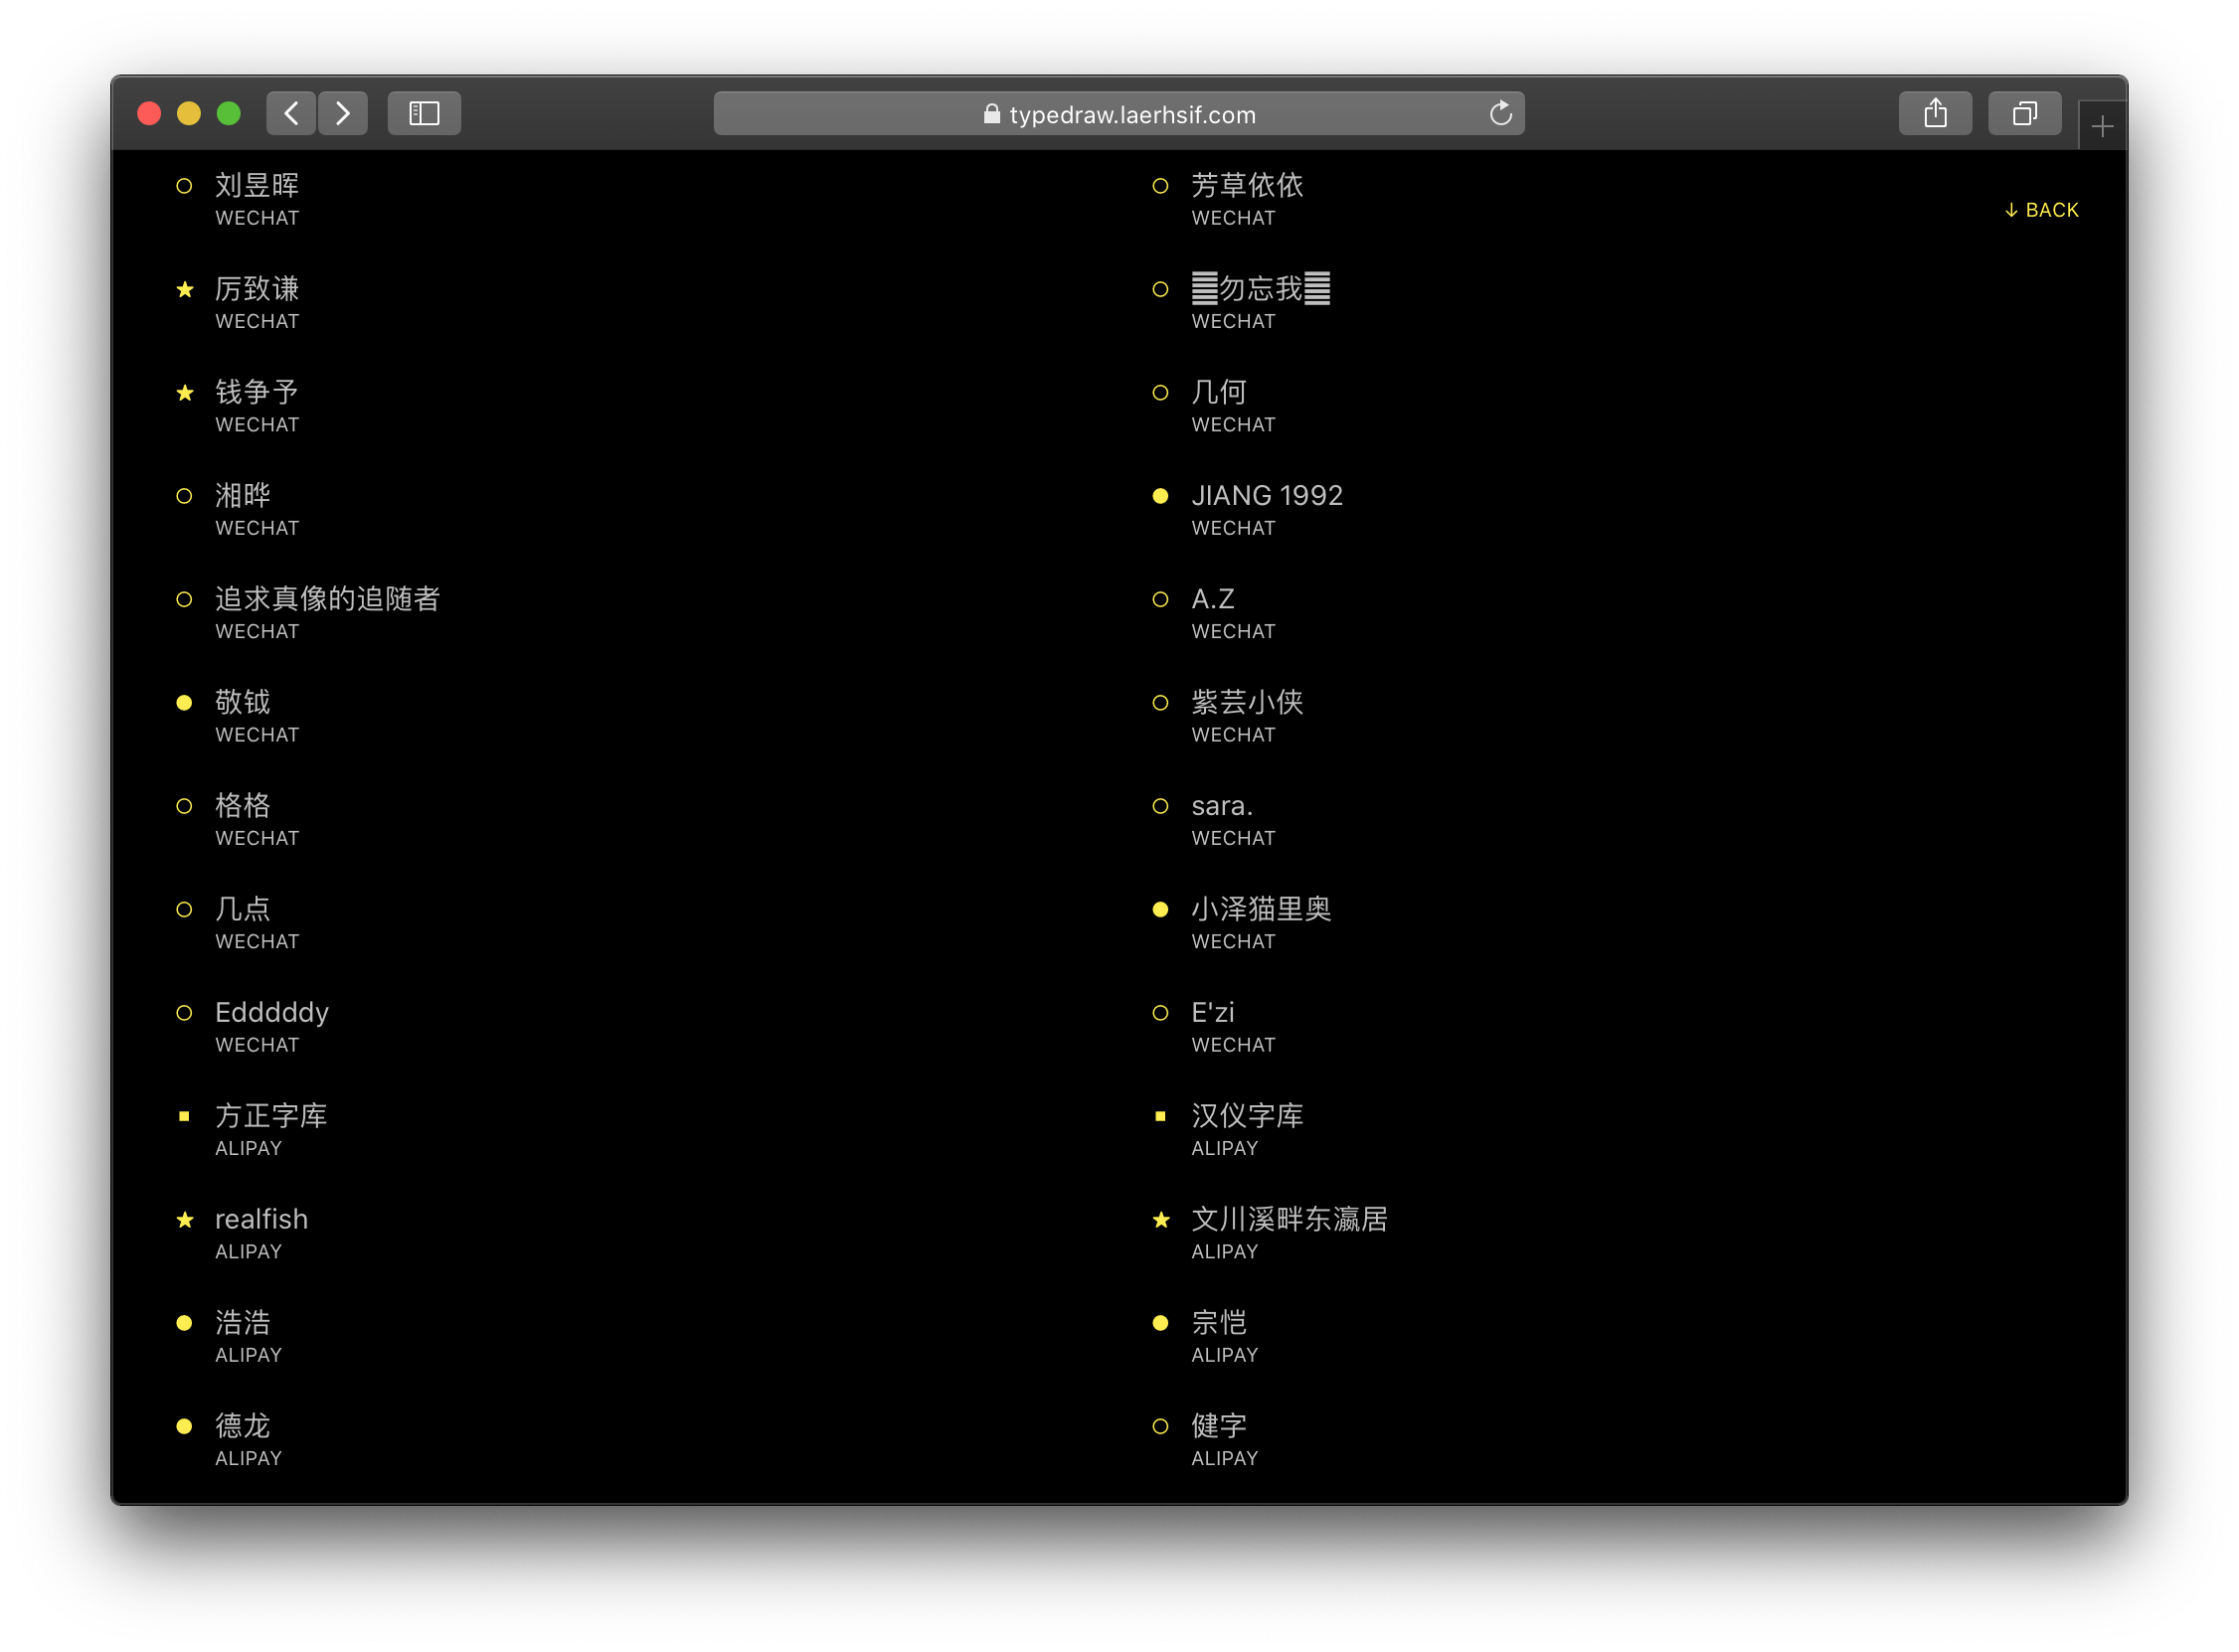 typedraw.laerhsif.com
刘昱晖
WECHAT
芳草依依
WECHAT
↓ BACK
厉致谦
WECHAT
䷀勿忘我䷀
WECHAT
钱争予
WECHAT
几何
WECHAT
湘晔
WECHAT
JIANG 1992
WECHAT
追求真像的追随者
WECHAT
A.Z
WECHAT
敬钺
WECHAT
紫芸小侠
WECHAT
格格
WECHAT
sara.
WECHAT
几点
WECHAT
小泽猫里奥
WECHAT
Edddddy
WECHAT
E'zi
WECHAT
方正字库
ALIPAY
汉仪字库
ALIPAY
realfish
ALIPAY
文川溪畔东瀛居
ALIPAY
浩浩
ALIPAY
宗恺
ALIPAY
德龙
ALIPAY
健字
ALIPAY